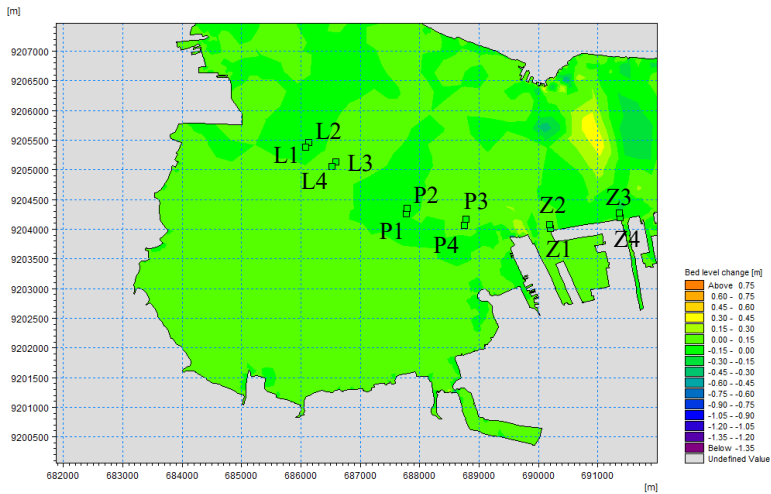 [m]
9207000
9206500
9206000
9205500
9205000
9204500
9204000
9203500
9203000
9202500
9202000
9201500
9201000
9200500
682000 683000 684000 685000 686000 687000 688000 689000 690000 691000
[m]
L1 L2
L4 L3
P1 P2
P4 P3
Z2 Z1
Z3 Z4
Bed level change [m]
Above 0.75
0.60 - 0.75
0.45 - 0.60
0.30 - 0.45
0.15 - 0.30
0.00 - 0.15
-0.15 - 0.00
-0.30 - -0.15
-0.45 - -0.30
-0.60 - -0.45
-0.75 - -0.60
-0.90 - -0.75
-1.05 - -0.90
-1.20 - -1.05
-1.35 - -1.20
Below -1.35
Undefined Value